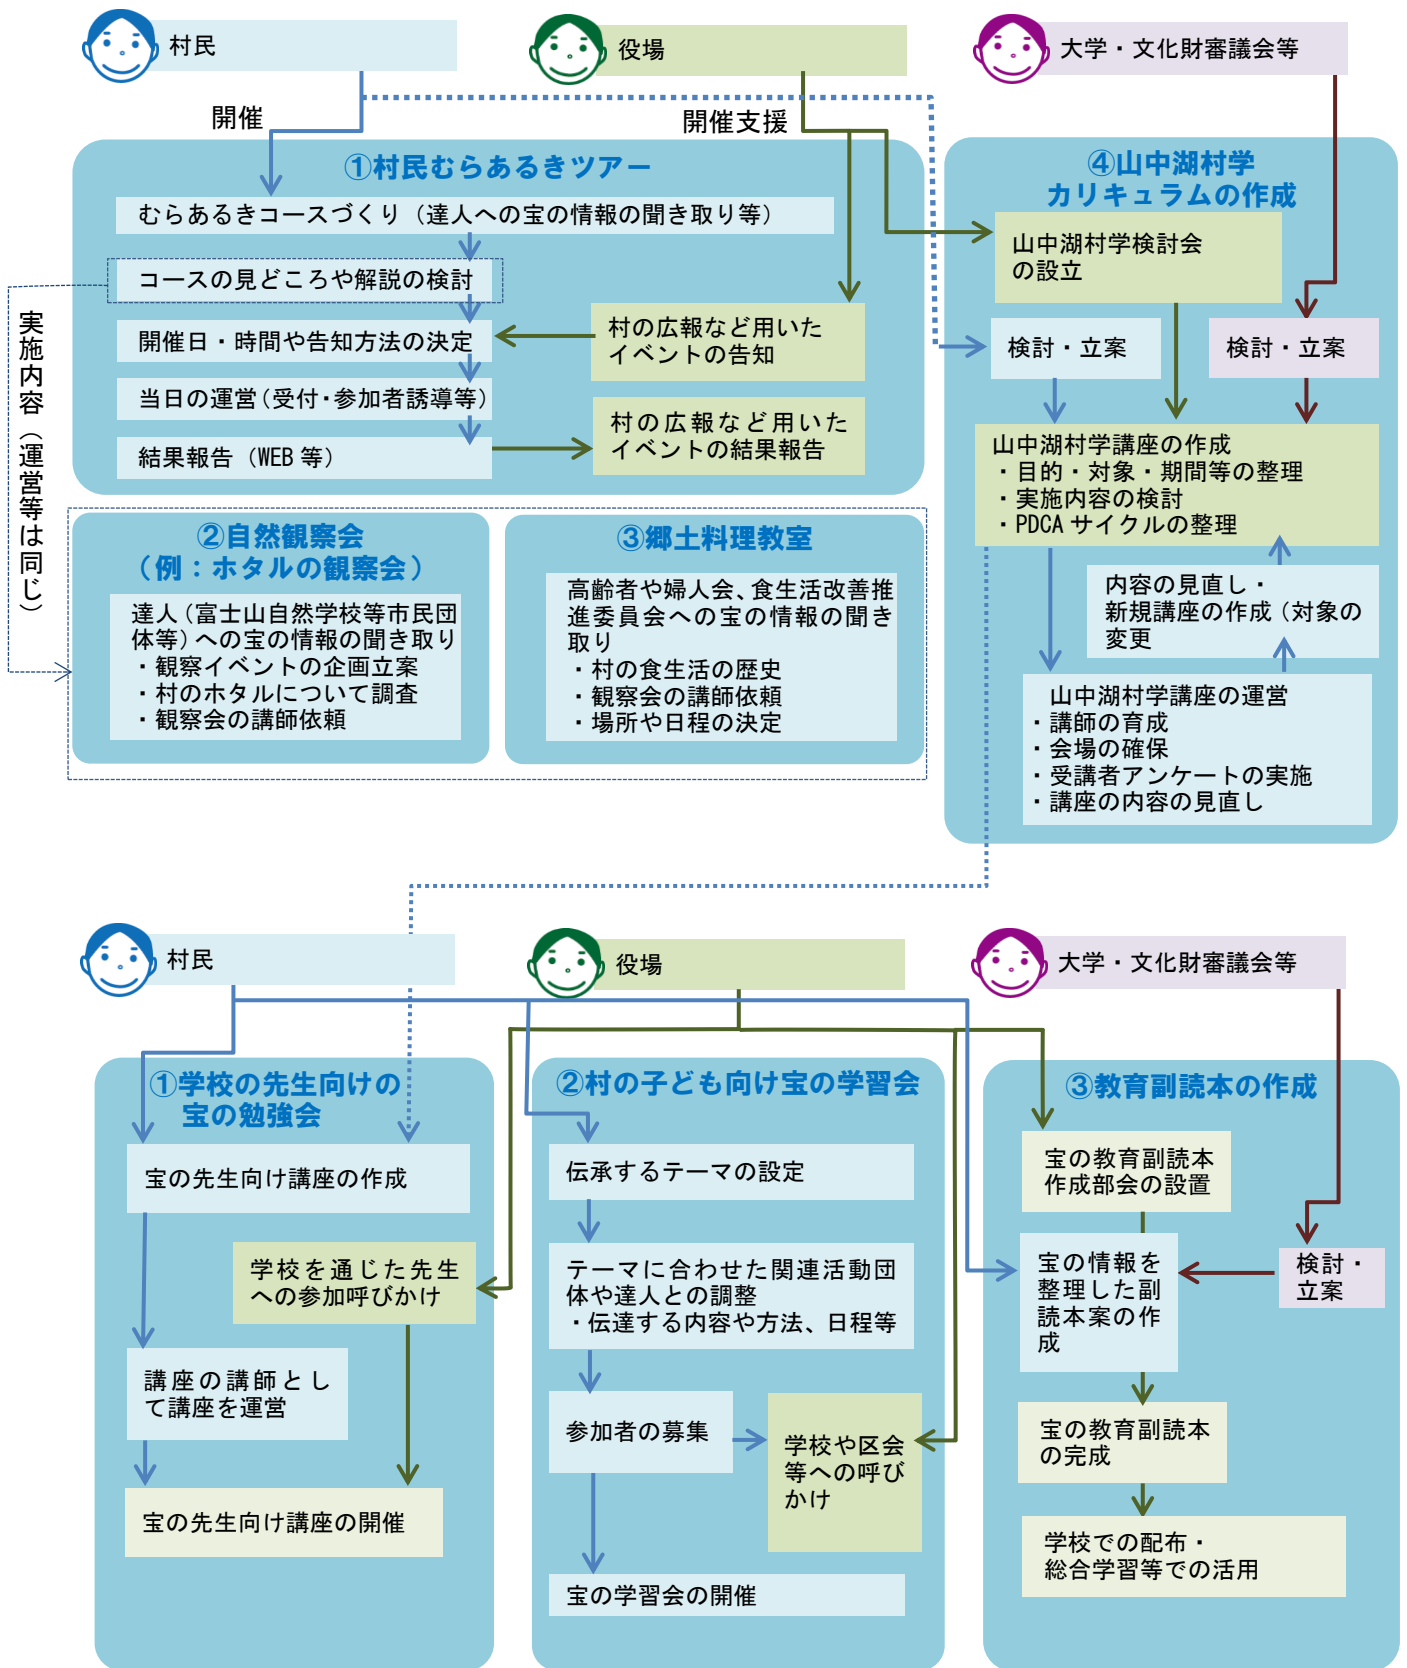 村民
役場
大学・文化財審議会等
開催
開催支援
①村民むらあるきツアー
むらあるきコースづくり（達人への宝の情報の聞き取り等）
コースの見どころや解説の検討
開催日・時間や告知方法の決定
当日の運営（受付・参加者誘導等）
結果報告（WEB 等）
村の広報など用いた
イベントの告知
村の広報など用いた
イベントの結果報告
実施内容（運営等は同じ）
②自然観察会
（例：ホタルの観察会）
達人（富士山自然学校等市民団
体等）への宝の情報の聞き取り
・観察イベントの企画立案
・村のホタルについて調査
・観察会の講師依頼
③郷土料理教室
高齢者や婦人会、食生活改善推
進委員会への宝の情報の聞き
取り
・村の食生活の歴史
・観察会の講師依頼
・場所や日程の決定
④山中湖村学
カリキュラムの作成
山中湖村学検討会
の設立
検討・立案
検討・立案
山中湖村学講座の作成
・目的・対象・期間等の整理
・実施内容の検討
・PDCA サイクルの整理
内容の見直し・
新規講座の作成（対象の
変更
山中湖村学講座の運営
・講師の育成
・会場の確保
・受講者アンケートの実施
・講座の内容の見直し
村民
役場
大学・文化財審議会等
①学校の先生向けの
宝の勉強会
宝の先生向け講座の作成
学校を通じた先生
への参加呼びかけ
講座の講師とし
て講座を運営
宝の先生向け講座の開催
②村の子ども向け宝の学習会
伝承するテーマの設定
テーマに合わせた関連活動団
体や達人との調整
・伝達する内容や方法、日程等
参加者の募集
学校や区会
等への呼び
かけ
宝の学習会の開催
③教育副読本の作成
宝の教育副読本
作成部会の設置
宝の情報を
整理した副
読本案の作
成
検討・
立案
宝の教育副読本
の完成
学校での配布・
総合学習等での活用